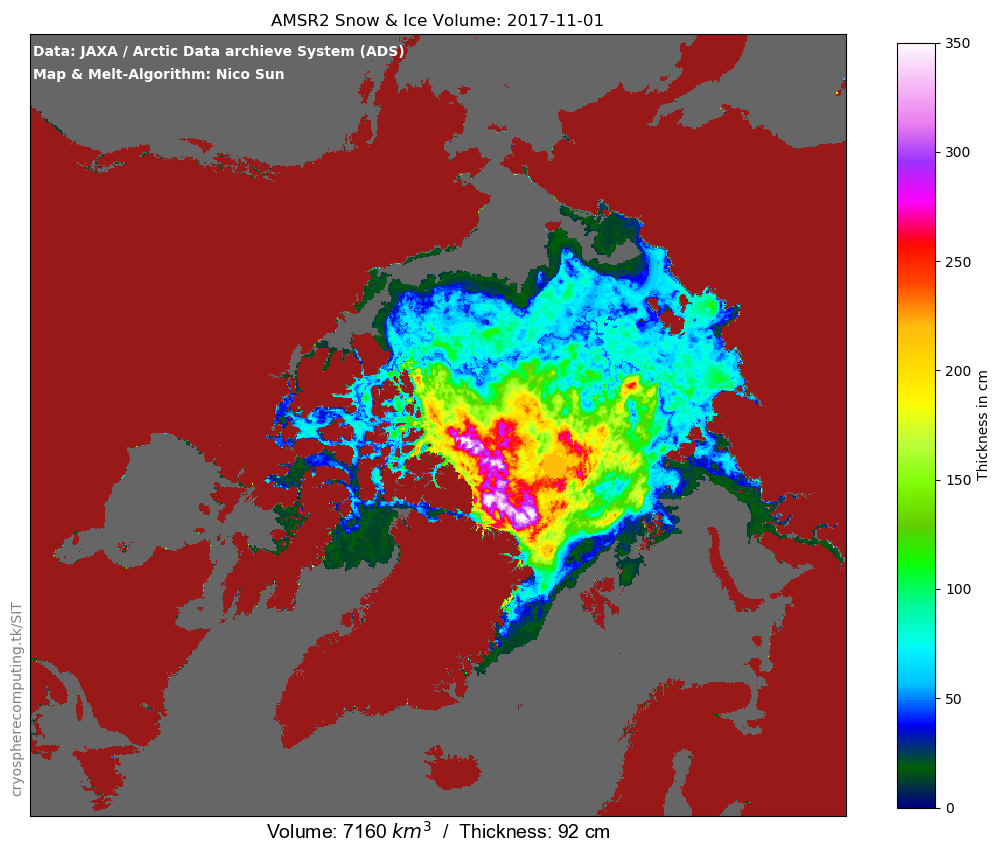 AMSR2 Snow & Ice Volume: 2017-11-01
Data: JAXA / Arctic Data archieve System (ADS)
Map & Melt-Algorithm: Nico Sun
350
300
250
200
150
100
50
0
Thickness in cm
cryospherecomputing.tk/SIT
Volume: 7160 km³ / Thickness: 92 cm